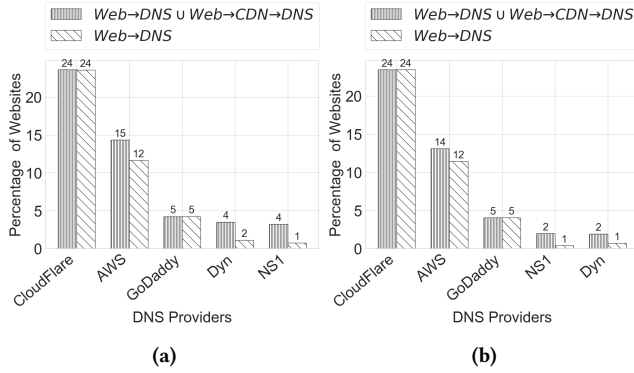 Web→DNS ∪ Web→CDN→DNS
Web→DNS
Percentage of Websites
20
15
10
5
0
24 24
15 12
5 5
4 2
4 1
CloudFlare
AWS
GoDaddy
Dyn
NS1
DNS Providers
(a)
Web→DNS ∪ Web→CDN→DNS
Web→DNS
Percentage of Websites
20
15
10
5
0
24 24
14 12
5 5
2 1
2 1
CloudFlare
AWS
GoDaddy
NS1
Dyn
DNS Providers
(b)